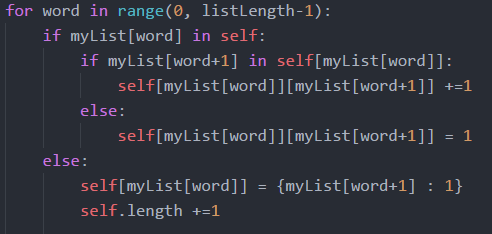 for word in range(0, listLength-1):
    if myList[word] in self:
        if myList[word+1] in self[myList[word]]:
            self[myList[word]][myList[word+1]] +=1
        else:
            self[myList[word]][myList[word+1]] = 1
    else:
        self[myList[word]] = {myList[word+1] : 1}
        self.length +=1